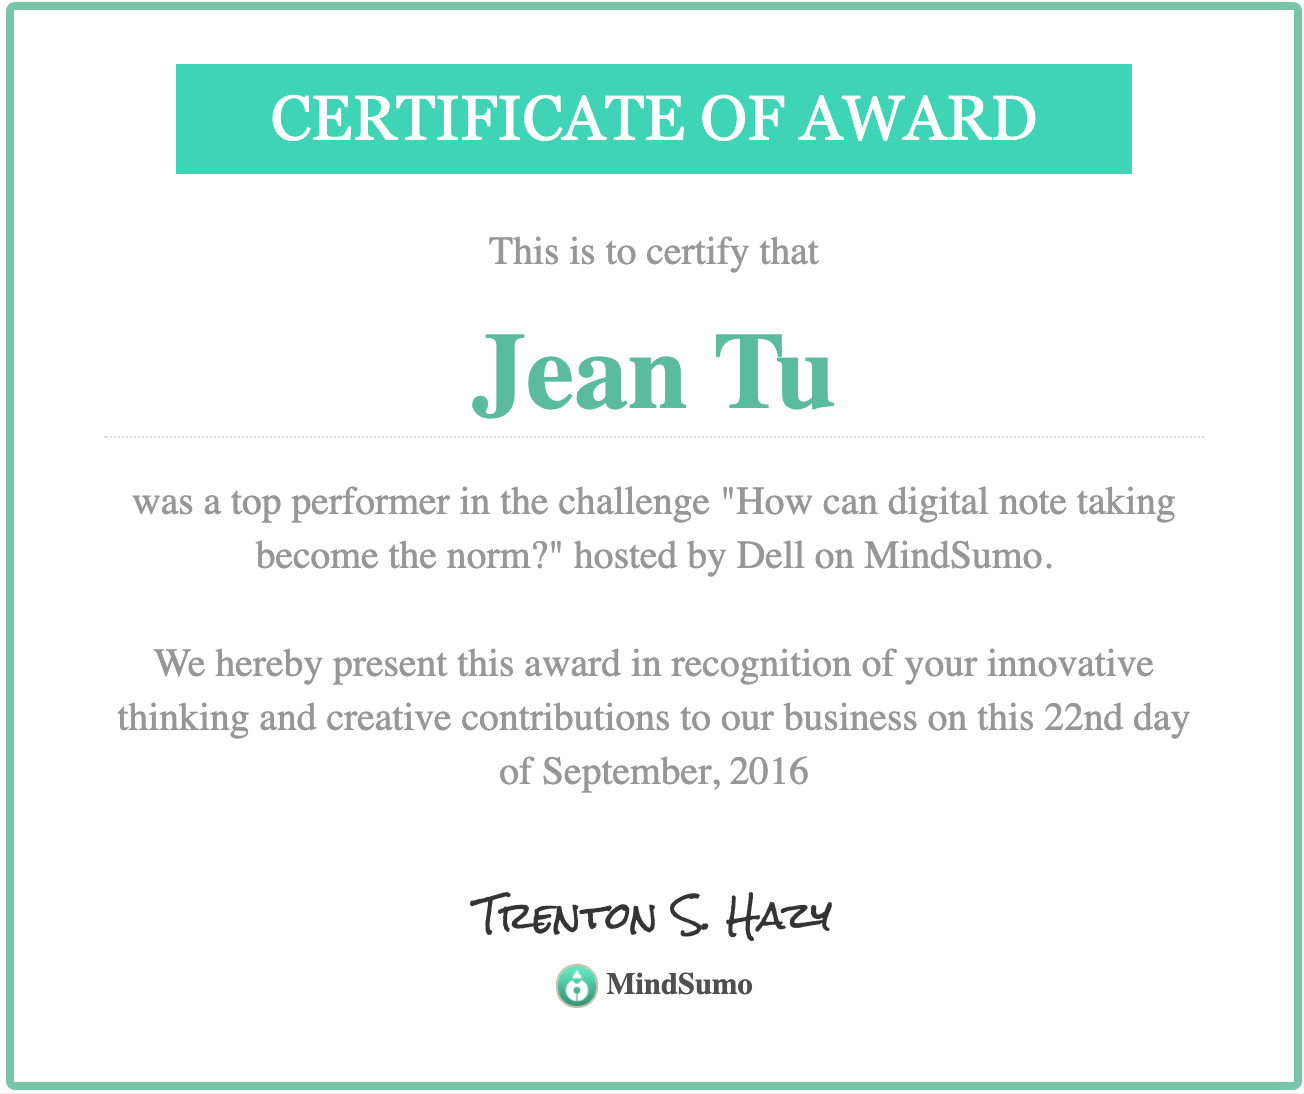 CERTIFICATE OF AWARD
This is to certify that
Jean Tu
was a top performer in the challenge "How can digital note taking
become the norm?" hosted by Dell on MindSumo.
We hereby present this award in recognition of your innovative
thinking and creative contributions to our business on this 22nd day
of September, 2016
Trenton S. Hazy
MindSumo